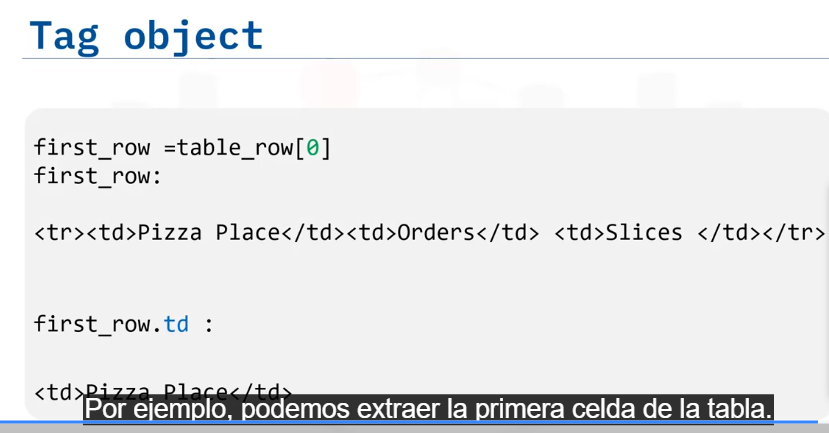 Tag object
first_row =table_row[0]
first_row:
<tr><td>Pizza Place</td><td>Orders</td> <td>Slices </td></tr>
first_row.td :
<td>Pizza Place</td>
Por ejemplo, podemos extraer la primera celda de la tabla.